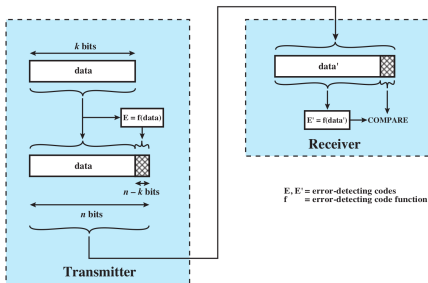 k bits
data
E = f(data)
data
n – k bits
n bits
Transmitter
data'
E' = f(data')
COMPARE
Receiver
E, E' = error-detecting codes
f = error-detecting code function